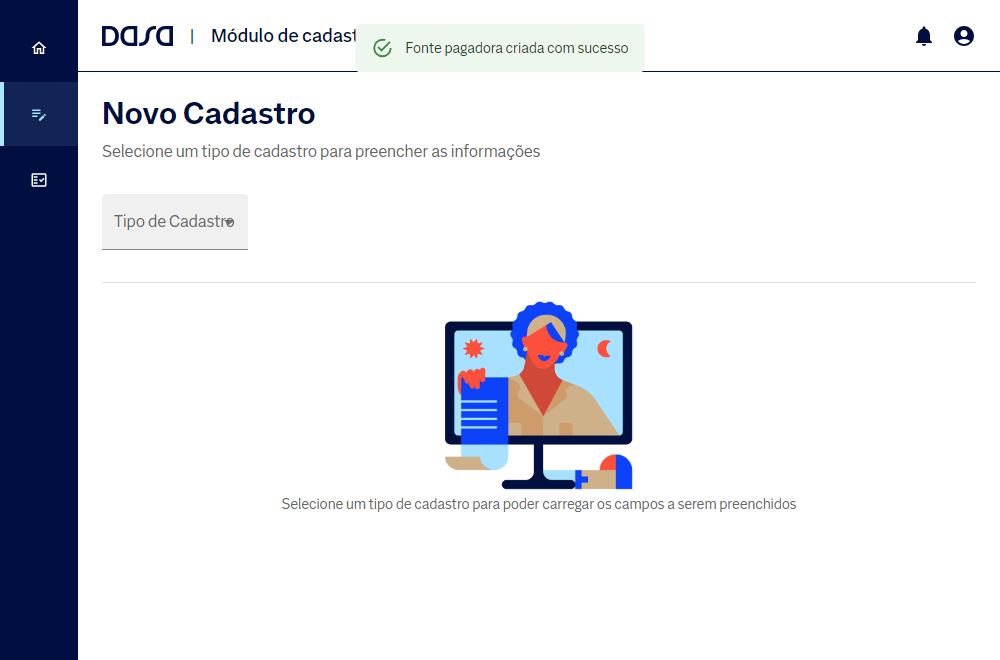 DASA | Módulo de cadast
Fonte pagadora criada com sucesso
Novo Cadastro
Selecione um tipo de cadastro para preencher as informações
Tipo de Cadastro
Selecione um tipo de cadastro para poder carregar os campos a serem preenchidos